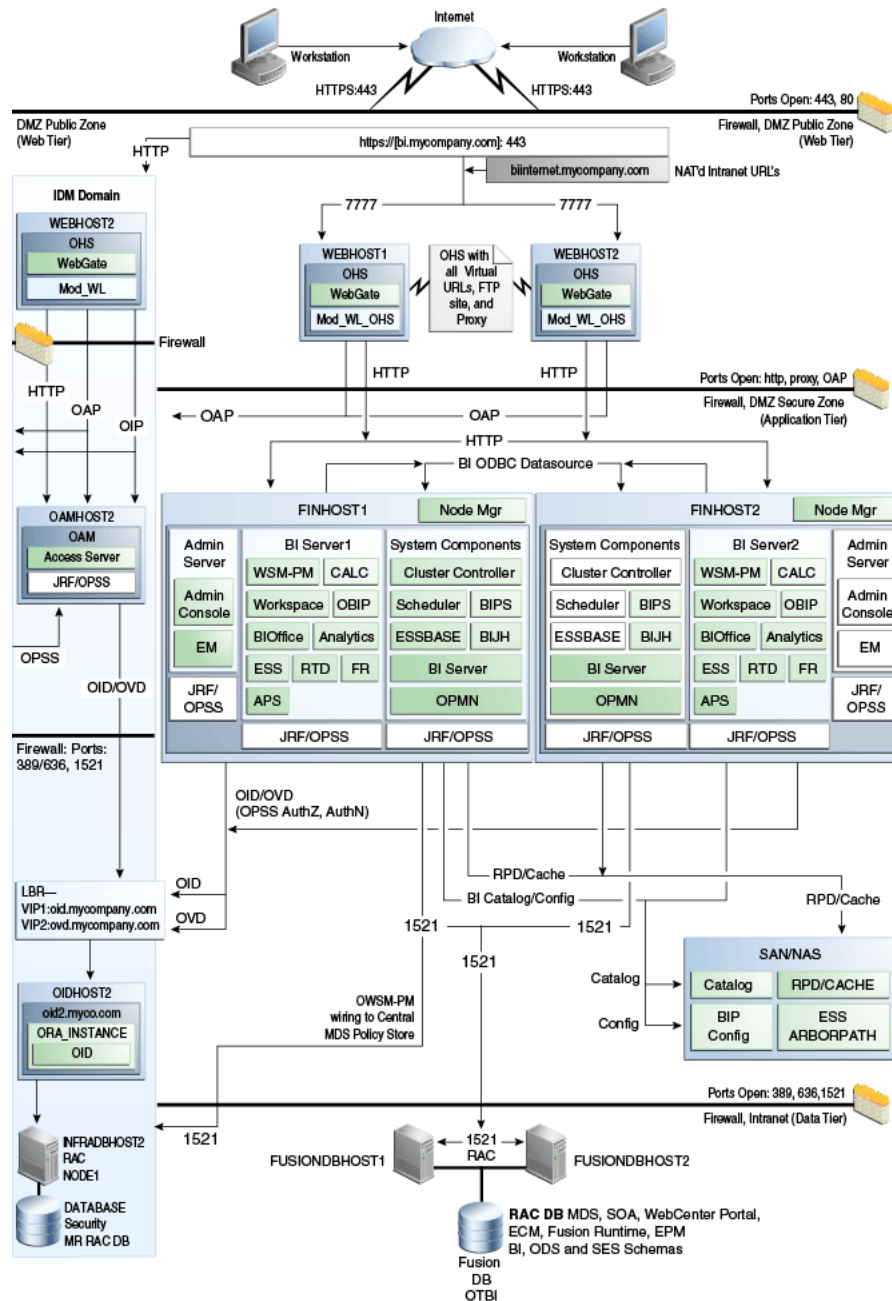 Internet
Workstation
Workstation
HTTPS:443
HTTPS:443
Ports Open: 443, 80
DMZ Public Zone
(Web Tier)
Firewall, DMZ Public Zone
(Web Tier)
HTTP
https://[bi.mycompany.com]: 443
biinternet.mycompany.com
NAT'd Intranet URL's
IDM Domain
7777
7777
WEBHOST2
OHS
WebGate
Mod_WL
WEBHOST1
OHS
WebGate
Mod_WL_OHS
OHS with
all Virtual
URLs, FTP
site, and
Proxy
WEBHOST2
OHS
WebGate
Mod_WL_OHS
Firewall
HTTP
OAP
OIP
HTTP
HTTP
Ports Open: http, proxy, OAP
Firewall, DMZ Secure Zone
(Application Tier)
OAP
OAP
HTTP
BI ODBC Datasource
OAMHOST2
OAM
Access Server
JRF/OPSS
OPSS
OID/OVD
FINHOST1
Node Mgr
Admin
Server
Admin
Console
EM
JRF/
OPSS
BI Server1
WSM-PM
CALC
Workspace
OBIP
BIOffice
Analytics
ESS
RTD
FR
APS
JRF/OPSS
System Components
Cluster Controller
Scheduler
BIPS
ESSBASE
BIJH
BI Server
OPMN
JRF/OPSS
FINHOST2
Node Mgr
System Components
Cluster Controller
Scheduler
BIPS
ESSBASE
BIJH
BI Server
OPMN
JRF/OPSS
BI Server2
WSM-PM
CALC
Workspace
OBIP
BIOffice
Analytics
ESS
RTD
FR
APS
JRF/OPSS
Admin
Server
Admin
Console
EM
JRF/
OPSS
Firewall: Ports:
389/636, 1521
OID/OVD
(OPSS AuthZ, AuthN)
RPD/Cache
BI Catalog/Config
RPD/Cache
OID
OVD
LBR—
VIP1:oid.mycompany.com
VIP2:ovd.mycompany.com
1521
1521
1521
SAN/NAS
Catalog
RPD/CACHE
BIP
Config
ESS
ARBORPATH
Catalog
Config
OIDHOST2
oid2.myco.com
ORA_INSTANCE
OID
OWSM-PM
wiring to Central
MDS Policy Store
Ports Open: 389, 636,1521
Firewall, Intranet (Data Tier)
1521
INFRADBHOST2
RAC
NODE1
DATABASE
Security
MR RAC DB
FUSIONDBHOST1
1521
RAC
FUSIONDBHOST2
RAC DB MDS, SOA, WebCenter Portal,
ECM, Fusion Runtime, EPM
BI, ODS and SES Schemas
Fusion
DB
OTBI